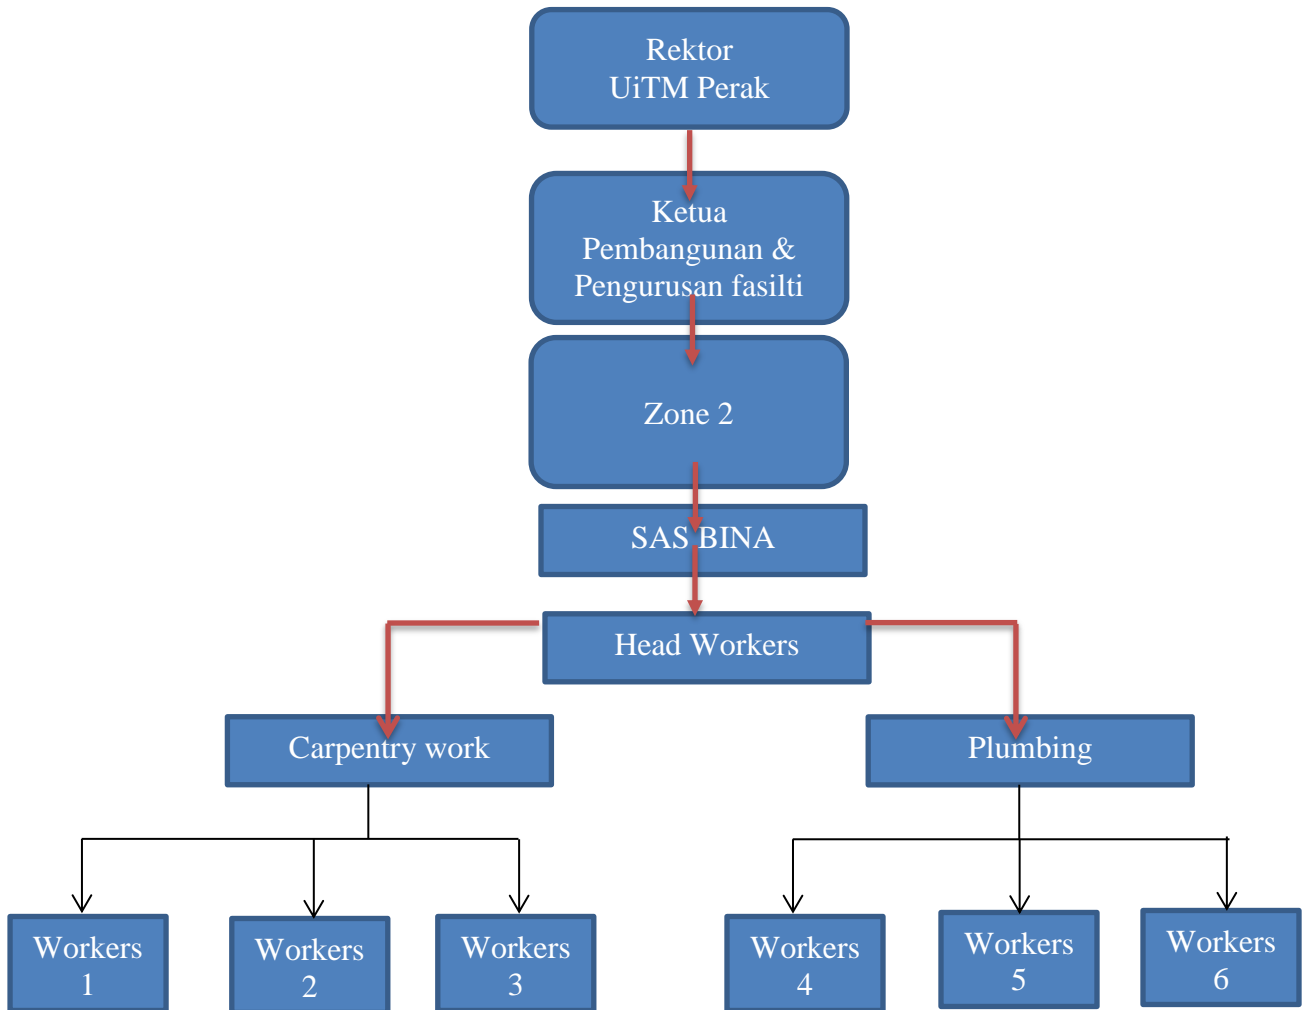 Rektor
UiTM Perak
Ketua
Pembangunan &
Pengurusan fasilti
Zone 2
SAS BINA
Head Workers
Carpentry work
Plumbing
Workers
1
Workers
2
Workers
3
Workers
4
Workers
5
Workers
6